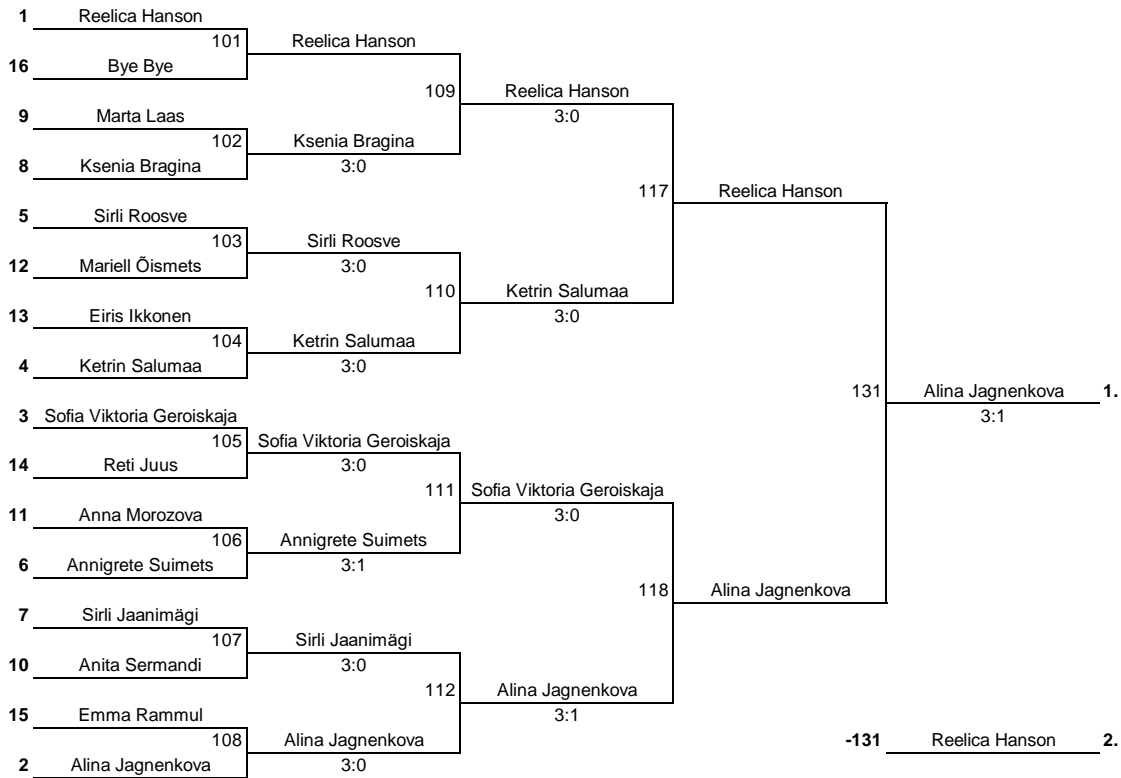 1 Reelica Hanson
101 Reelica Hanson
16 Bye Bye
109 Reelica Hanson
3:0
9 Marta Laas
102 Ksenia Bragina
3:0
8 Ksenia Bragina
117 Reelica Hanson
5 Sirli Roosve
103 Sirli Roosve
3:0
12 Mariell Õismets
110 Ketrin Salumaa
3:0
13 Eiris Ikkonen
104 Ketrin Salumaa
3:0
4 Ketrin Salumaa
131 Alina Jagnenkova 1.
3:1
3 Sofia Viktoria Geroiskaja
105 Sofia Viktoria Geroiskaja
3:0
14 Reti Juus
111 Sofia Viktoria Geroiskaja
3:0
11 Anna Morozova
106 Annigrete Suimets
3:1
6 Annigrete Suimets
118 Alina Jagnenkova
7 Sirli Jaanimägi
107 Sirli Jaanimägi
3:0
10 Anita Sermandi
112 Alina Jagnenkova
3:1
15 Emma Rammul
108 Alina Jagnenkova
3:0
2 Alina Jagnenkova
-131 Reelica Hanson 2.